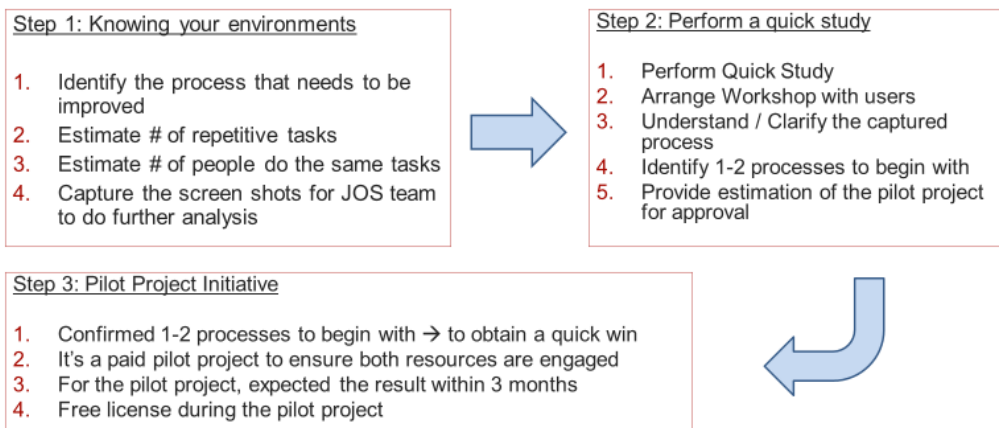 Step 1: Knowing your environments
1. Identify the process that needs to be
improved
2. Estimate # of repetitive tasks
3. Estimate # of people do the same tasks
4. Capture the screen shots for JOS team
to do further analysis
Step 2: Perform a quick study
1. Perform Quick Study
2. Arrange Workshop with users
3. Understand / Clarify the captured
process
4. Identify 1-2 processes to begin with
5. Provide estimation of the pilot project
for approval
Step 3: Pilot Project Initiative
1. Confirmed 1-2 processes to begin with → to obtain a quick win
2. It's a paid pilot project to ensure both resources are engaged
3. For the pilot project, expected the result within 3 months
4. Free license during the pilot project